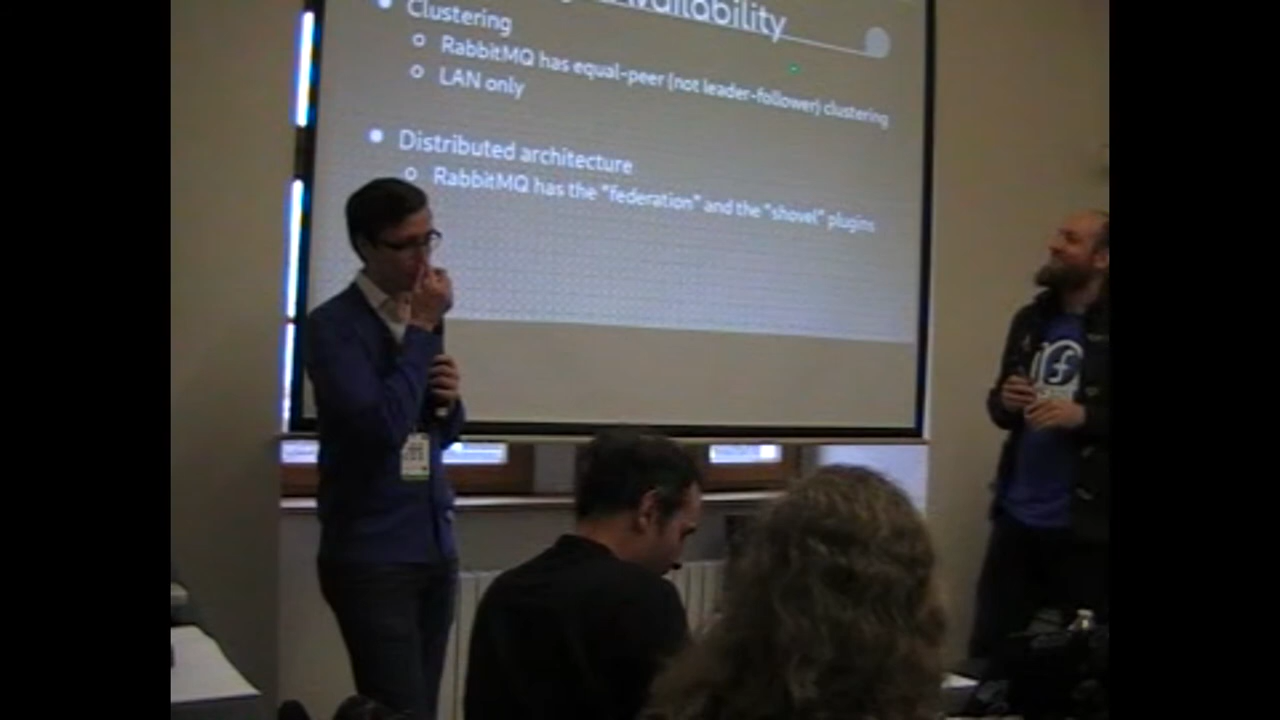 Availability
Clustering
RabbitMQ has equal-peer (not leader-follower) clustering
LAN only
Distributed architecture
RabbitMQ has the "federation" and the "shovel" plugins